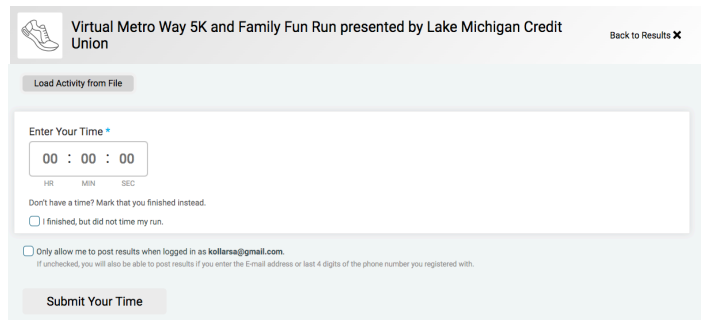 Virtual Metro Way 5K and Family Fun Run presented by Lake Michigan Credit
Union
Back to Results ✖
Load Activity from File
Enter Your Time *
00 : 00 : 00
HR MIN SEC
Don't have a time? Mark that you finished instead.
I finished, but did not time my run.
Only allow me to post results when logged in as kollarsa@gmail.com.
If unchecked, you will also be able to post results if you enter the E-mail address or last 4 digits of the phone number you registered with.
Submit Your Time